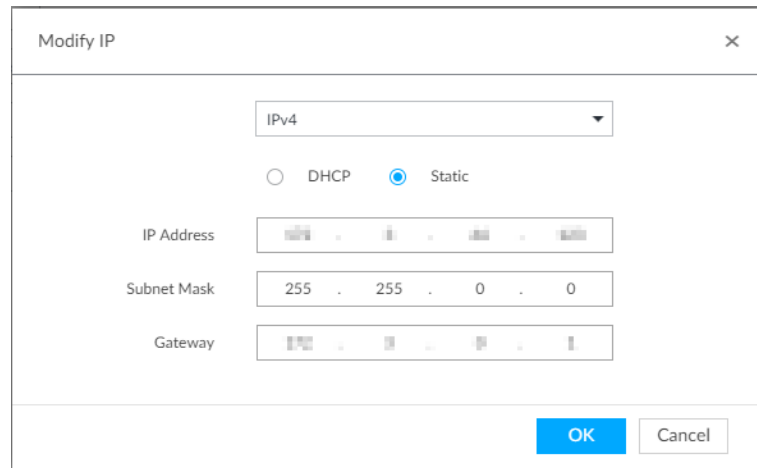 Modify IP
IPv4
DHCP Static
IP Address
Subnet Mask 255 . 255 . 0 . 0
Gateway
OK Cancel